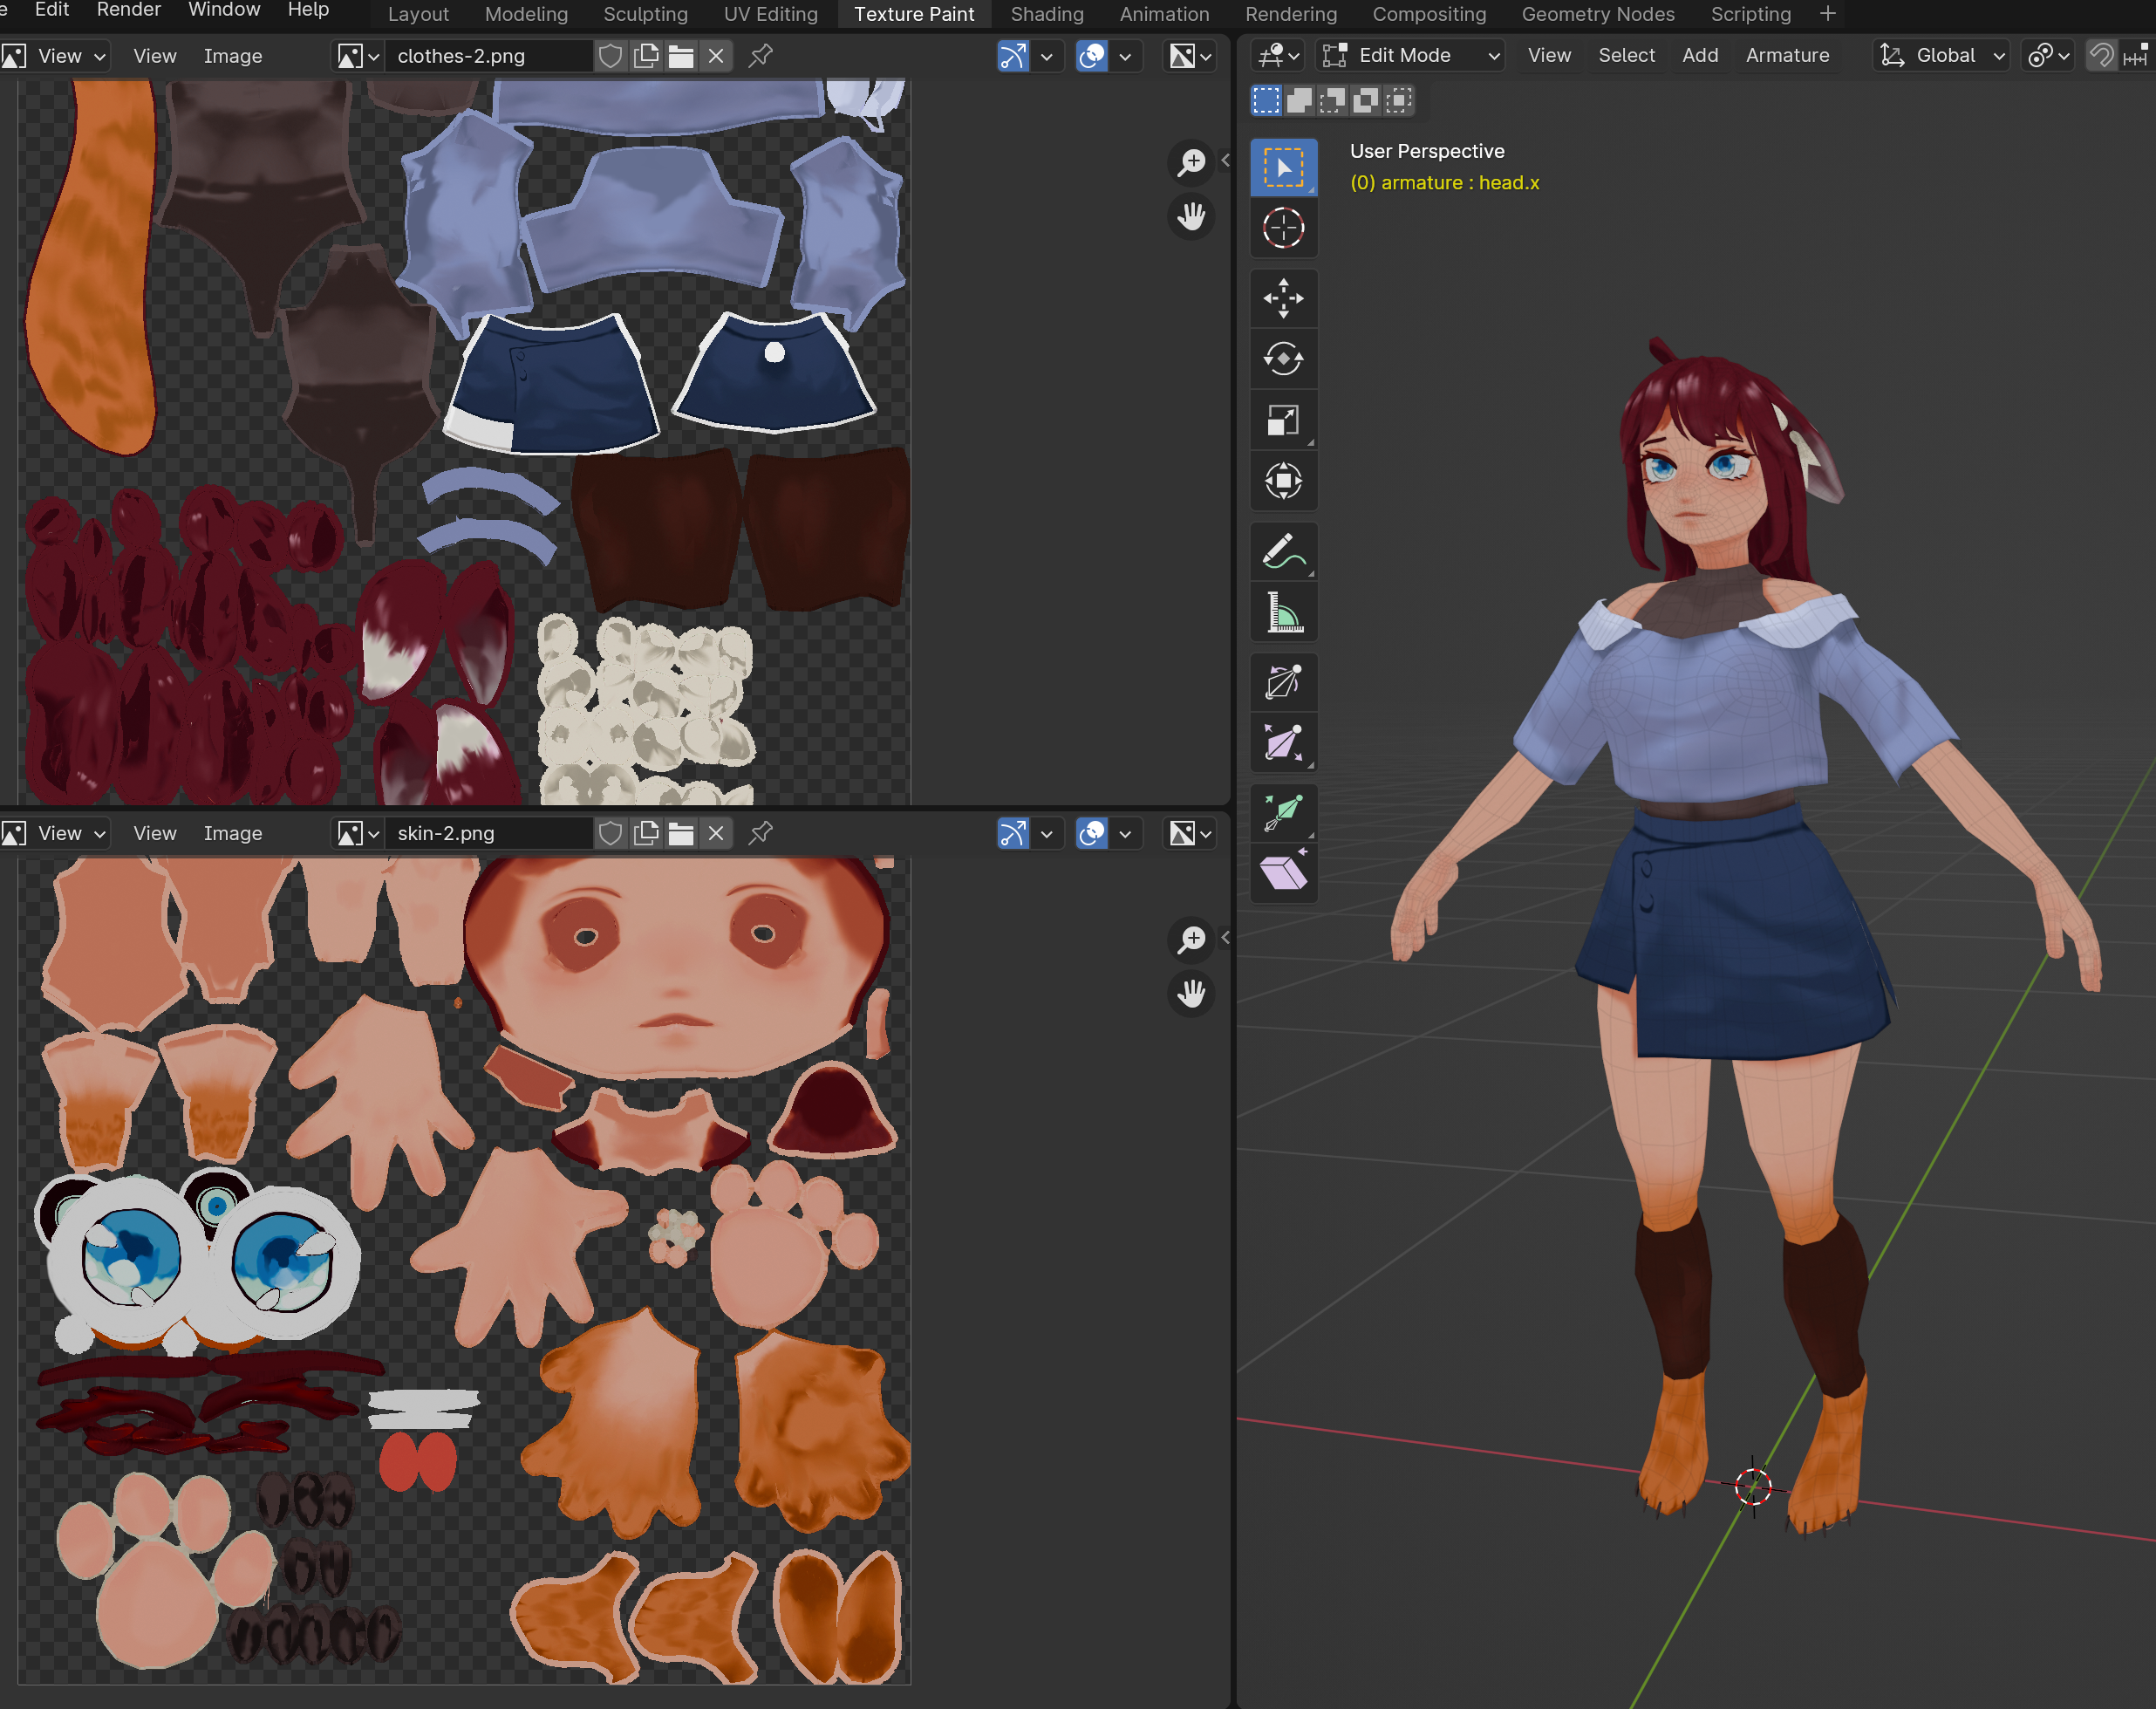 Edit Render Window Help Layout Modeling Sculpting UV Editing Texture Paint Shading Animation Rendering Compositing Geometry Nodes Scripting +
View View Image clothes-2.png
Edit Mode View Select Add Armature Global
User Perspective
(0) armature : head.x
View View Image skin-2.png